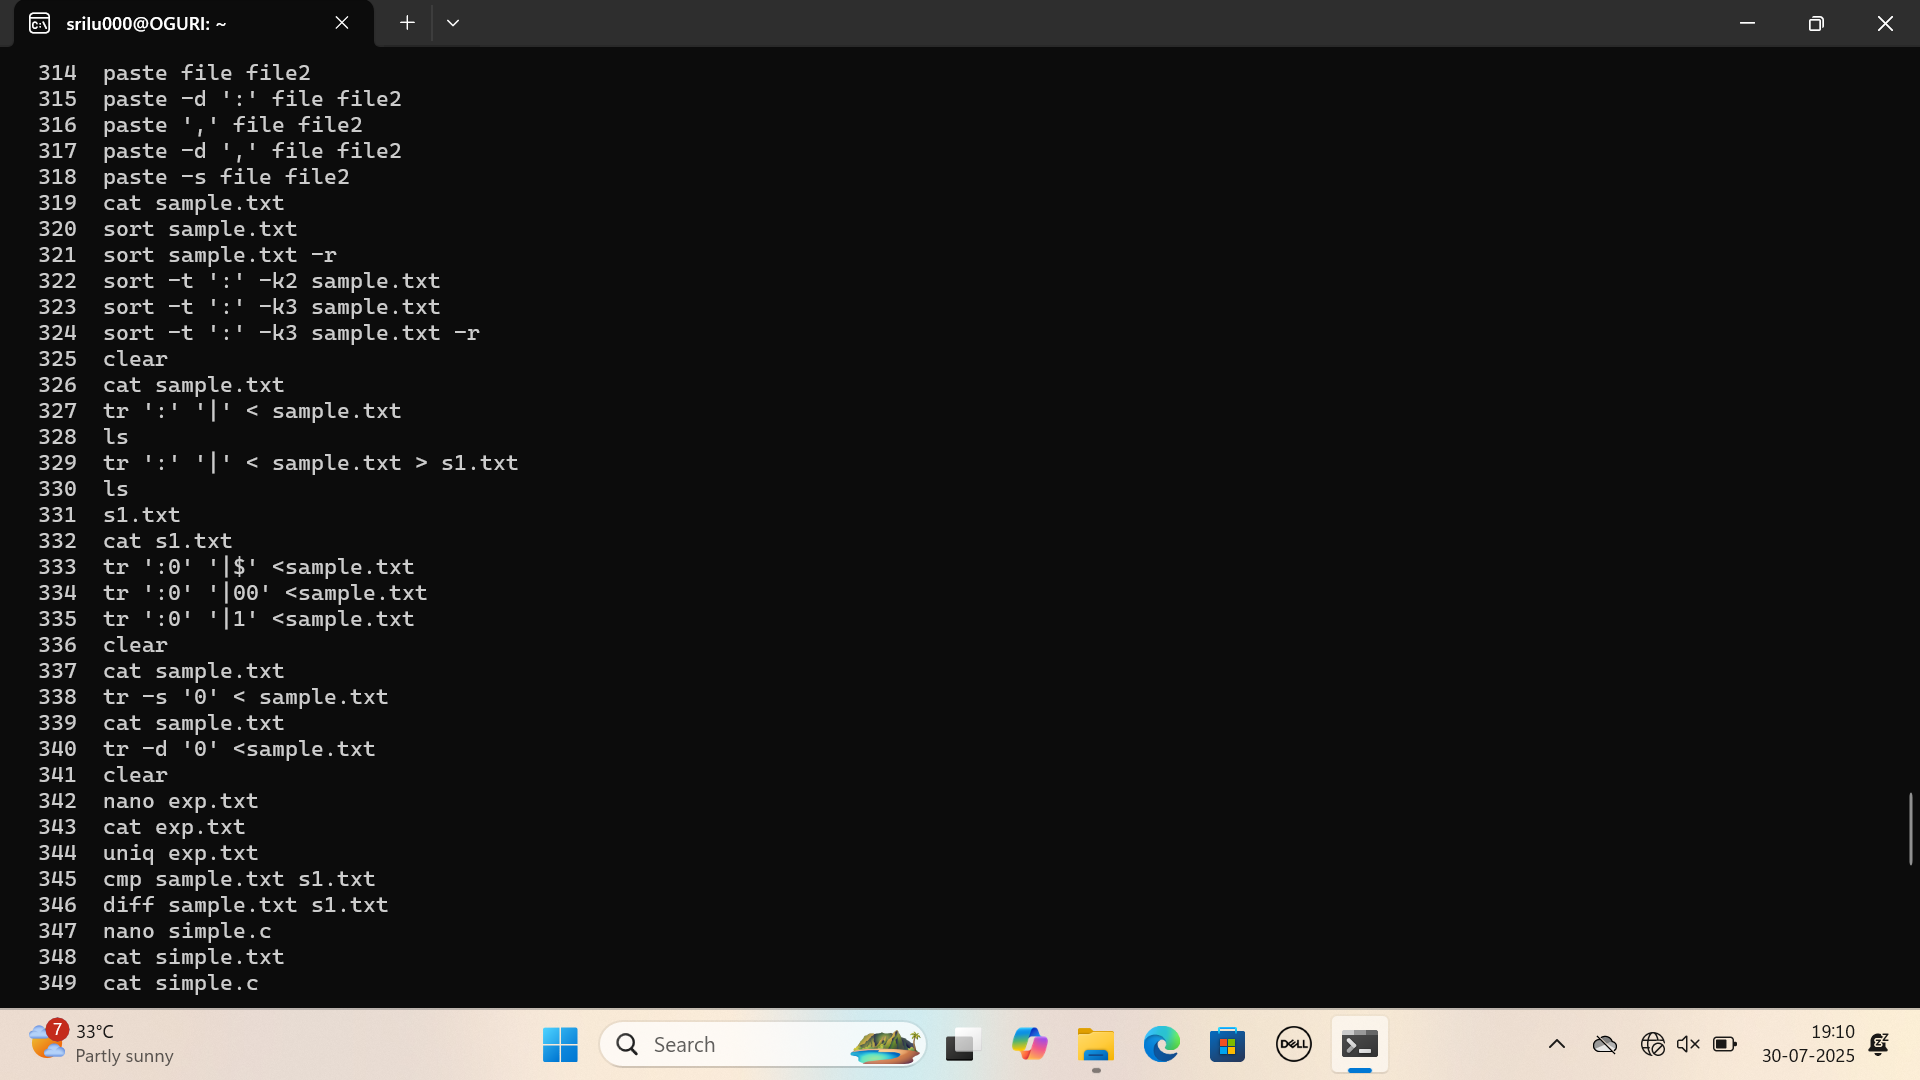 srilu000@OGURI: ~
314 paste file file2
315 paste -d ':' file file2
316 paste ',' file file2
317 paste -d ',' file file2
318 paste -s file file2
319 cat sample.txt
320 sort sample.txt
321 sort sample.txt -r
322 sort -t ':' -k2 sample.txt
323 sort -t ':' -k3 sample.txt
324 sort -t ':' -k3 sample.txt -r
325 clear
326 cat sample.txt
327 tr ':' '|' < sample.txt
328 ls
329 tr ':' '|' < sample.txt > s1.txt
330 ls
331 s1.txt
332 cat s1.txt
333 tr ':0' '|$' <sample.txt
334 tr ':0' '|00' <sample.txt
335 tr ':0' '|1' <sample.txt
336 clear
337 cat sample.txt
338 tr -s '0' < sample.txt
339 cat sample.txt
340 tr -d '0' <sample.txt
341 clear
342 nano exp.txt
343 cat exp.txt
344 uniq exp.txt
345 cmp sample.txt s1.txt
346 diff sample.txt s1.txt
347 nano simple.c
348 cat simple.txt
349 cat simple.c
7
33°C
Partly sunny
Search
DELL
19:10
30-07-2025